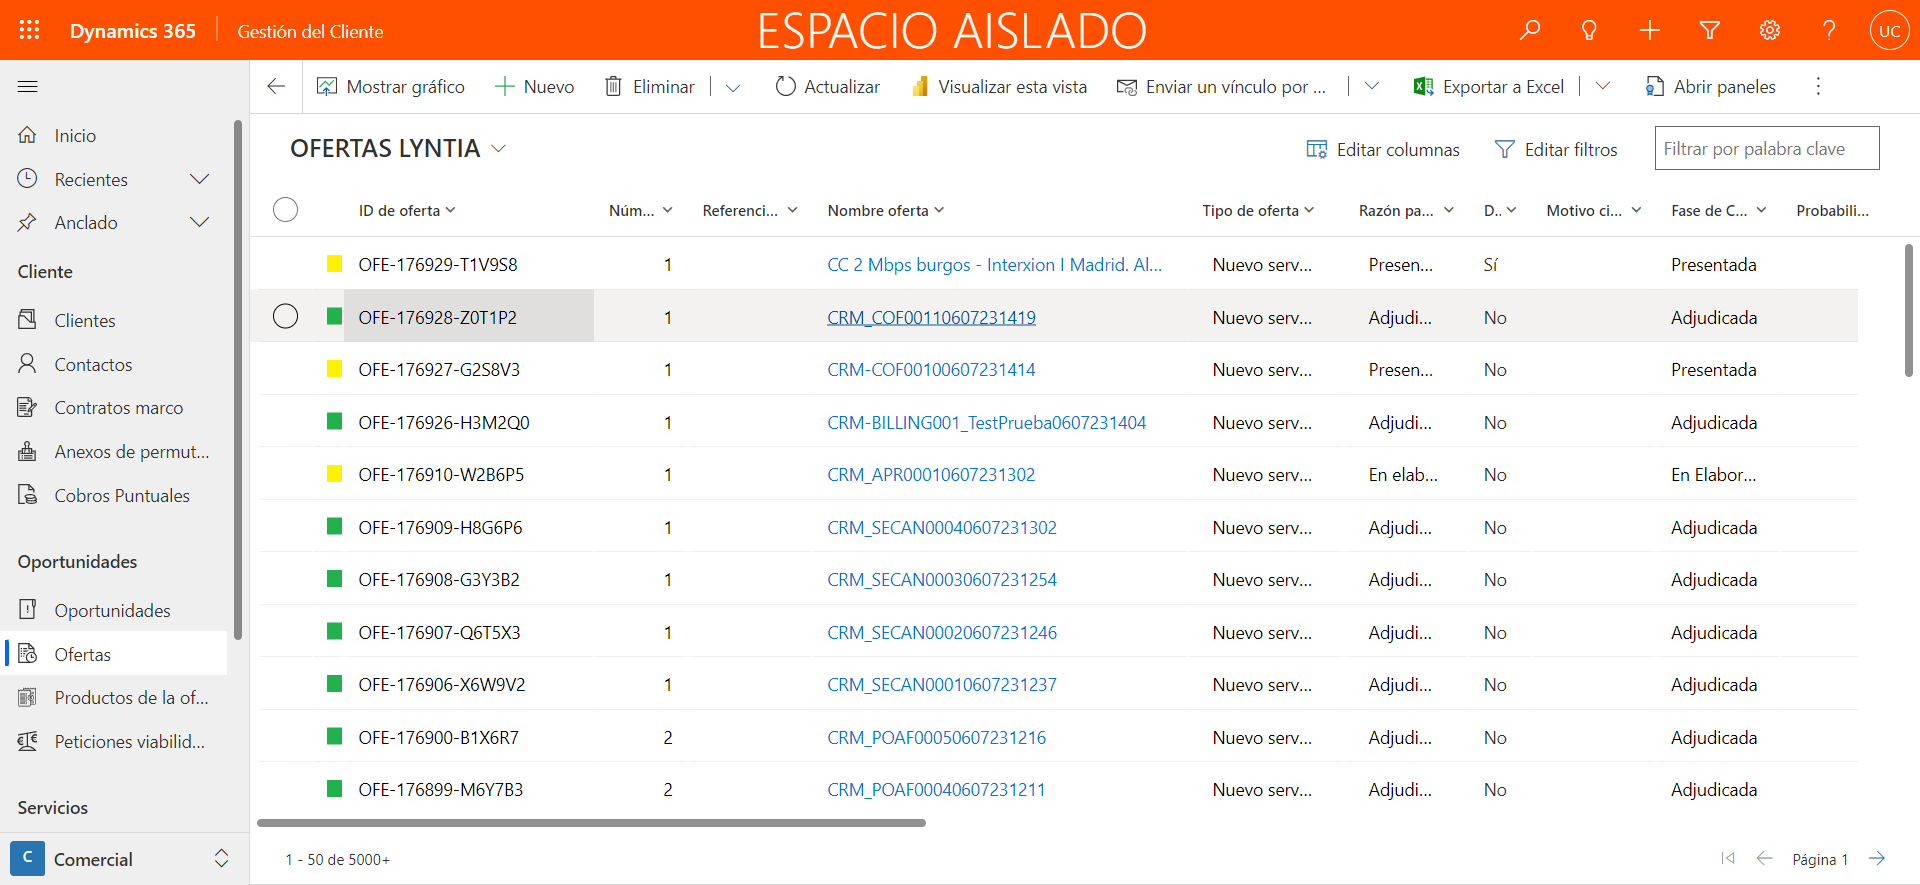 Dynamics 365 Gestión del Cliente ESPACIO AISLADO UC
Mostrar gráfico Nuevo Eliminar Actualizar Visualizar esta vista Enviar un vínculo por ... Exportar a Excel Abrir paneles
Inicio
Recientes
Anclado
Cliente
Clientes
Contactos
Contratos marco
Anexos de permut...
Cobros Puntuales
Oportunidades
Oportunidades
Ofertas
Productos de la of...
Peticiones viabilid...
Servicios
C Comercial
OFERTAS LYNTIA Editar columnas Editar filtros Filtrar por palabra clave
ID de oferta Núm... Referenci... Nombre oferta Tipo de oferta Razón pa... D.. Motivo ci... Fase de C... Probabili...
OFE-176929-T1V9S8 1 CC 2 Mbps burgos - Interxion I Madrid. Al... Nuevo serv... Presen... Sí Presentada
OFE-176928-Z0T1P2 1 CRM_COF00110607231419 Nuevo serv... Adjudi... No Adjudicada
OFE-176927-G2S8V3 1 CRM-COF00100607231414 Nuevo serv... Presen... No Presentada
OFE-176926-H3M2Q0 1 CRM-BILLING001_TestPrueba0607231404 Nuevo serv... Adjudi... No Adjudicada
OFE-176910-W2B6P5 1 CRM_APR00010607231302 Nuevo serv... En elab... No En Elabor...
OFE-176909-H8G6P6 1 CRM_SECAN00040607231302 Nuevo serv... Adjudi... No Adjudicada
OFE-176908-G3Y3B2 1 CRM_SECAN00030607231254 Nuevo serv... Adjudi... No Adjudicada
OFE-176907-Q6T5X3 1 CRM_SECAN00020607231246 Nuevo serv... Adjudi... No Adjudicada
OFE-176906-X6W9V2 1 CRM_SECAN00010607231237 Nuevo serv... Adjudi... No Adjudicada
OFE-176900-B1X6R7 2 CRM_POAF00050607231216 Nuevo serv... Adjudi... No Adjudicada
OFE-176899-M6Y7B3 2 CRM_POAF00040607231211 Nuevo serv... Adjudi... No Adjudicada
1 - 50 de 5000+ Página 1